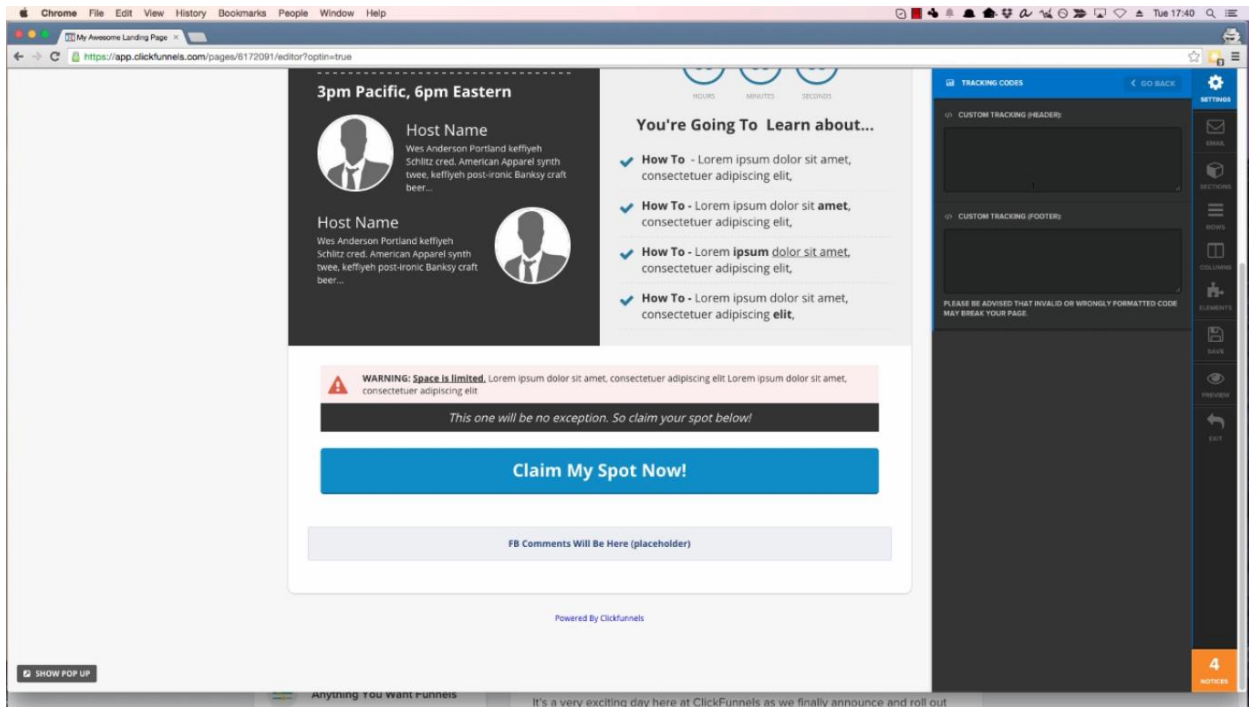 Chrome File Edit View History Bookmarks People Window Help
Tue 17:40
My Awesome Landing Page
https://app.clickfunnels.com/pages/6172091/editor?optin=true
3pm Pacific, 6pm Eastern
Host Name
Wes Anderson Portland keffiyeh
Schlitz cred. American Apparel synth
twee, keffiyeh post-ironic Banksy craft
beer...
Host Name
Wes Anderson Portland keffiyeh
Schlitz cred. American Apparel synth
twee, keffiyeh post-ironic Banksy craft
beer...
HOURS MINUTES SECONDS
You're Going To Learn about...
How To - Lorem ipsum dolor sit amet,
consectetuer adipiscing elit,
How To - Lorem ipsum dolor sit amet,
consectetuer adipiscing elit,
How To - Lorem ipsum dolor sit amet,
consectetuer adipiscing elit,
How To - Lorem ipsum dolor sit amet,
consectetuer adipiscing elit,
WARNING: Space is limited. Lorem ipsum dolor sit amet, consectetuer adipiscing elit Lorem ipsum dolor sit amet,
consectetuer adipiscing elit
This one will be no exception. So claim your spot below!
Claim My Spot Now!
FB Comments Will Be Here (placeholder)
Powered By Clickfunnels
SHOW POP UP
TRACKING CODES
GO BACK
</> CUSTOM TRACKING (HEADER):
</> CUSTOM TRACKING (FOOTER):
PLEASE BE ADVISED THAT INVALID OR WRONGLY FORMATTED CODE
MAY BREAK YOUR PAGE.
SETTINGS
EMAIL
SECTIONS
ROWS
COLUMNS
ELEMENTS
SAVE
PREVIEW
EXIT
4
NOTICES
Anything You Want Funnels
It's a very exciting day here at ClickFunnels as we finally announce and roll out